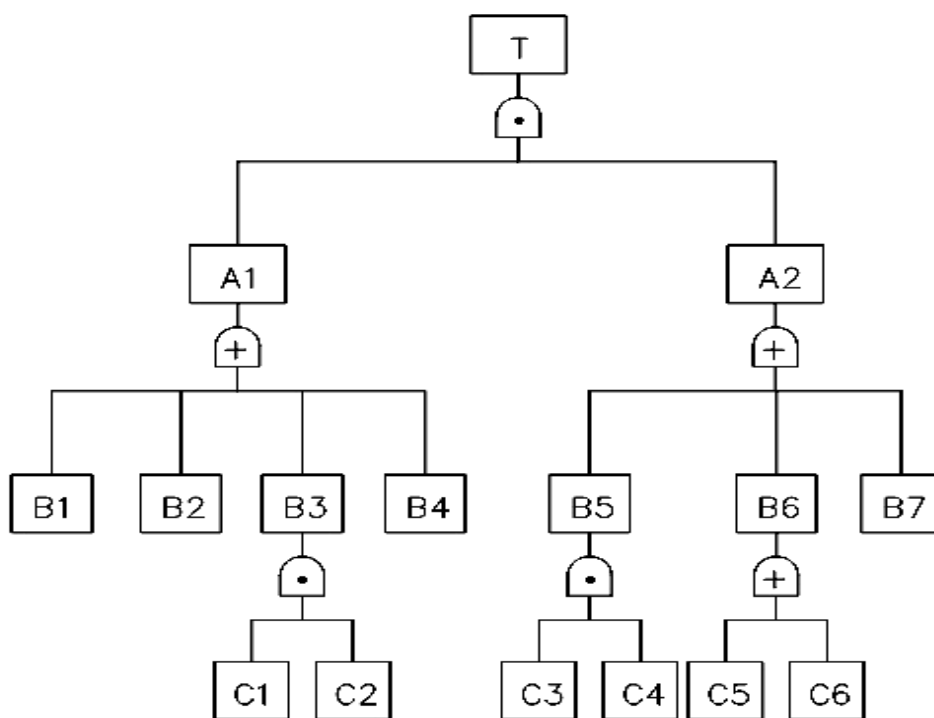 T
•
A1 A2
+ +
B1 B2 B3 B4 B5 B6 B7
• • +
C1 C2 C3 C4 C5 C6